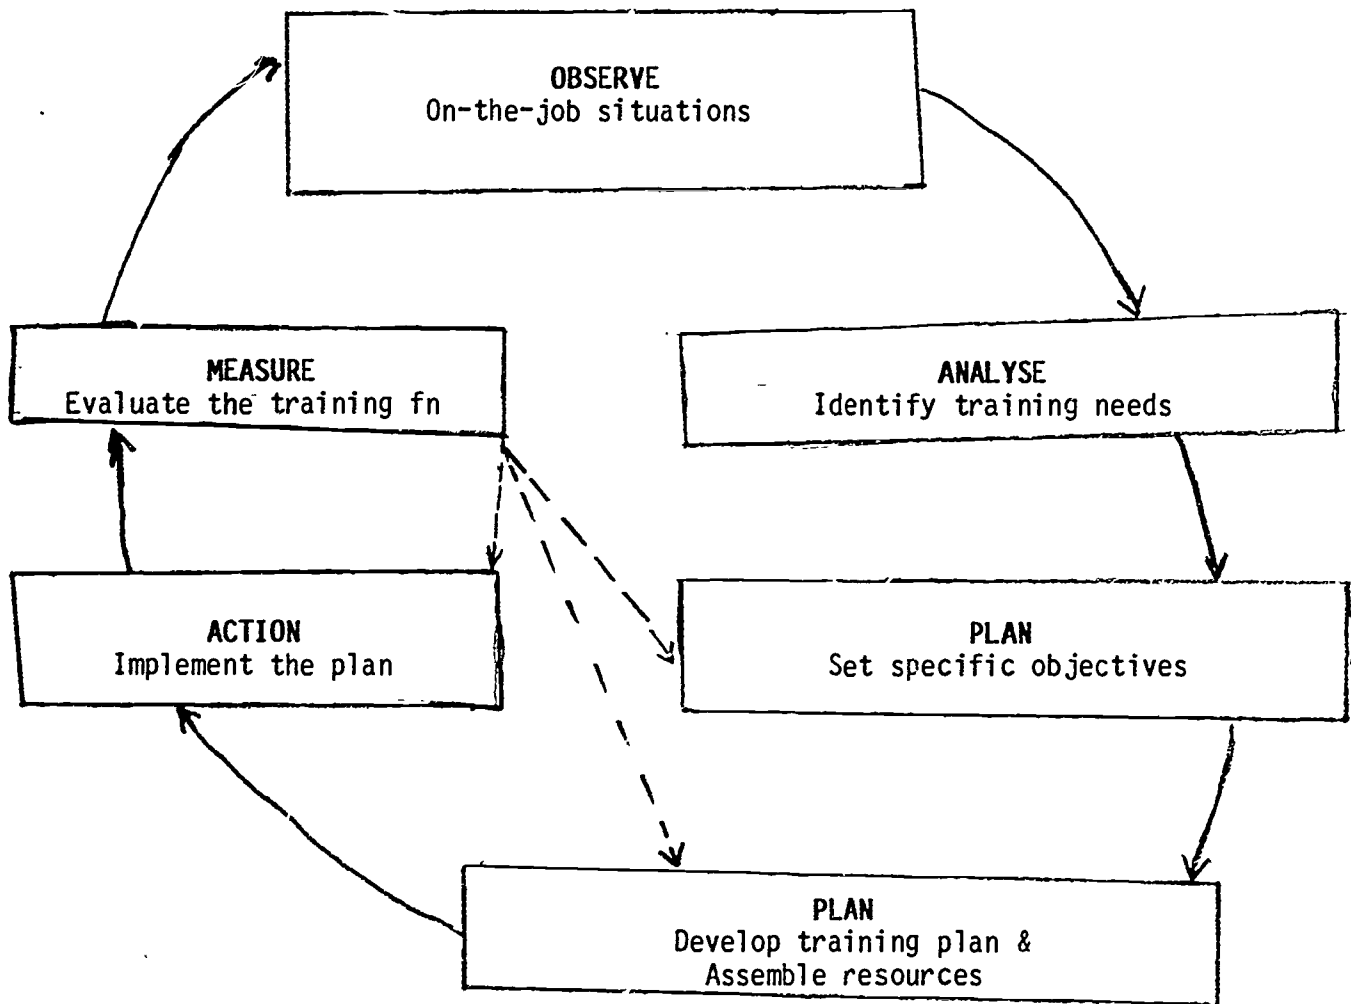 OBSERVE
On-the-job situations
MEASURE
Evaluate the training fn
ANALYSE
Identify training needs
ACTION
Implement the plan
PLAN
Set specific objectives
PLAN
Develop training plan &
Assemble resources